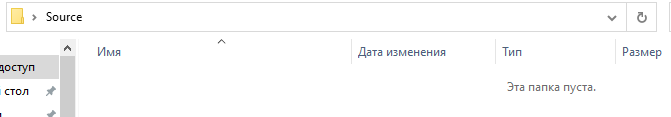 Source
Имя Дата изменения Тип Размер
доступ
Эта папка пуста.
стол